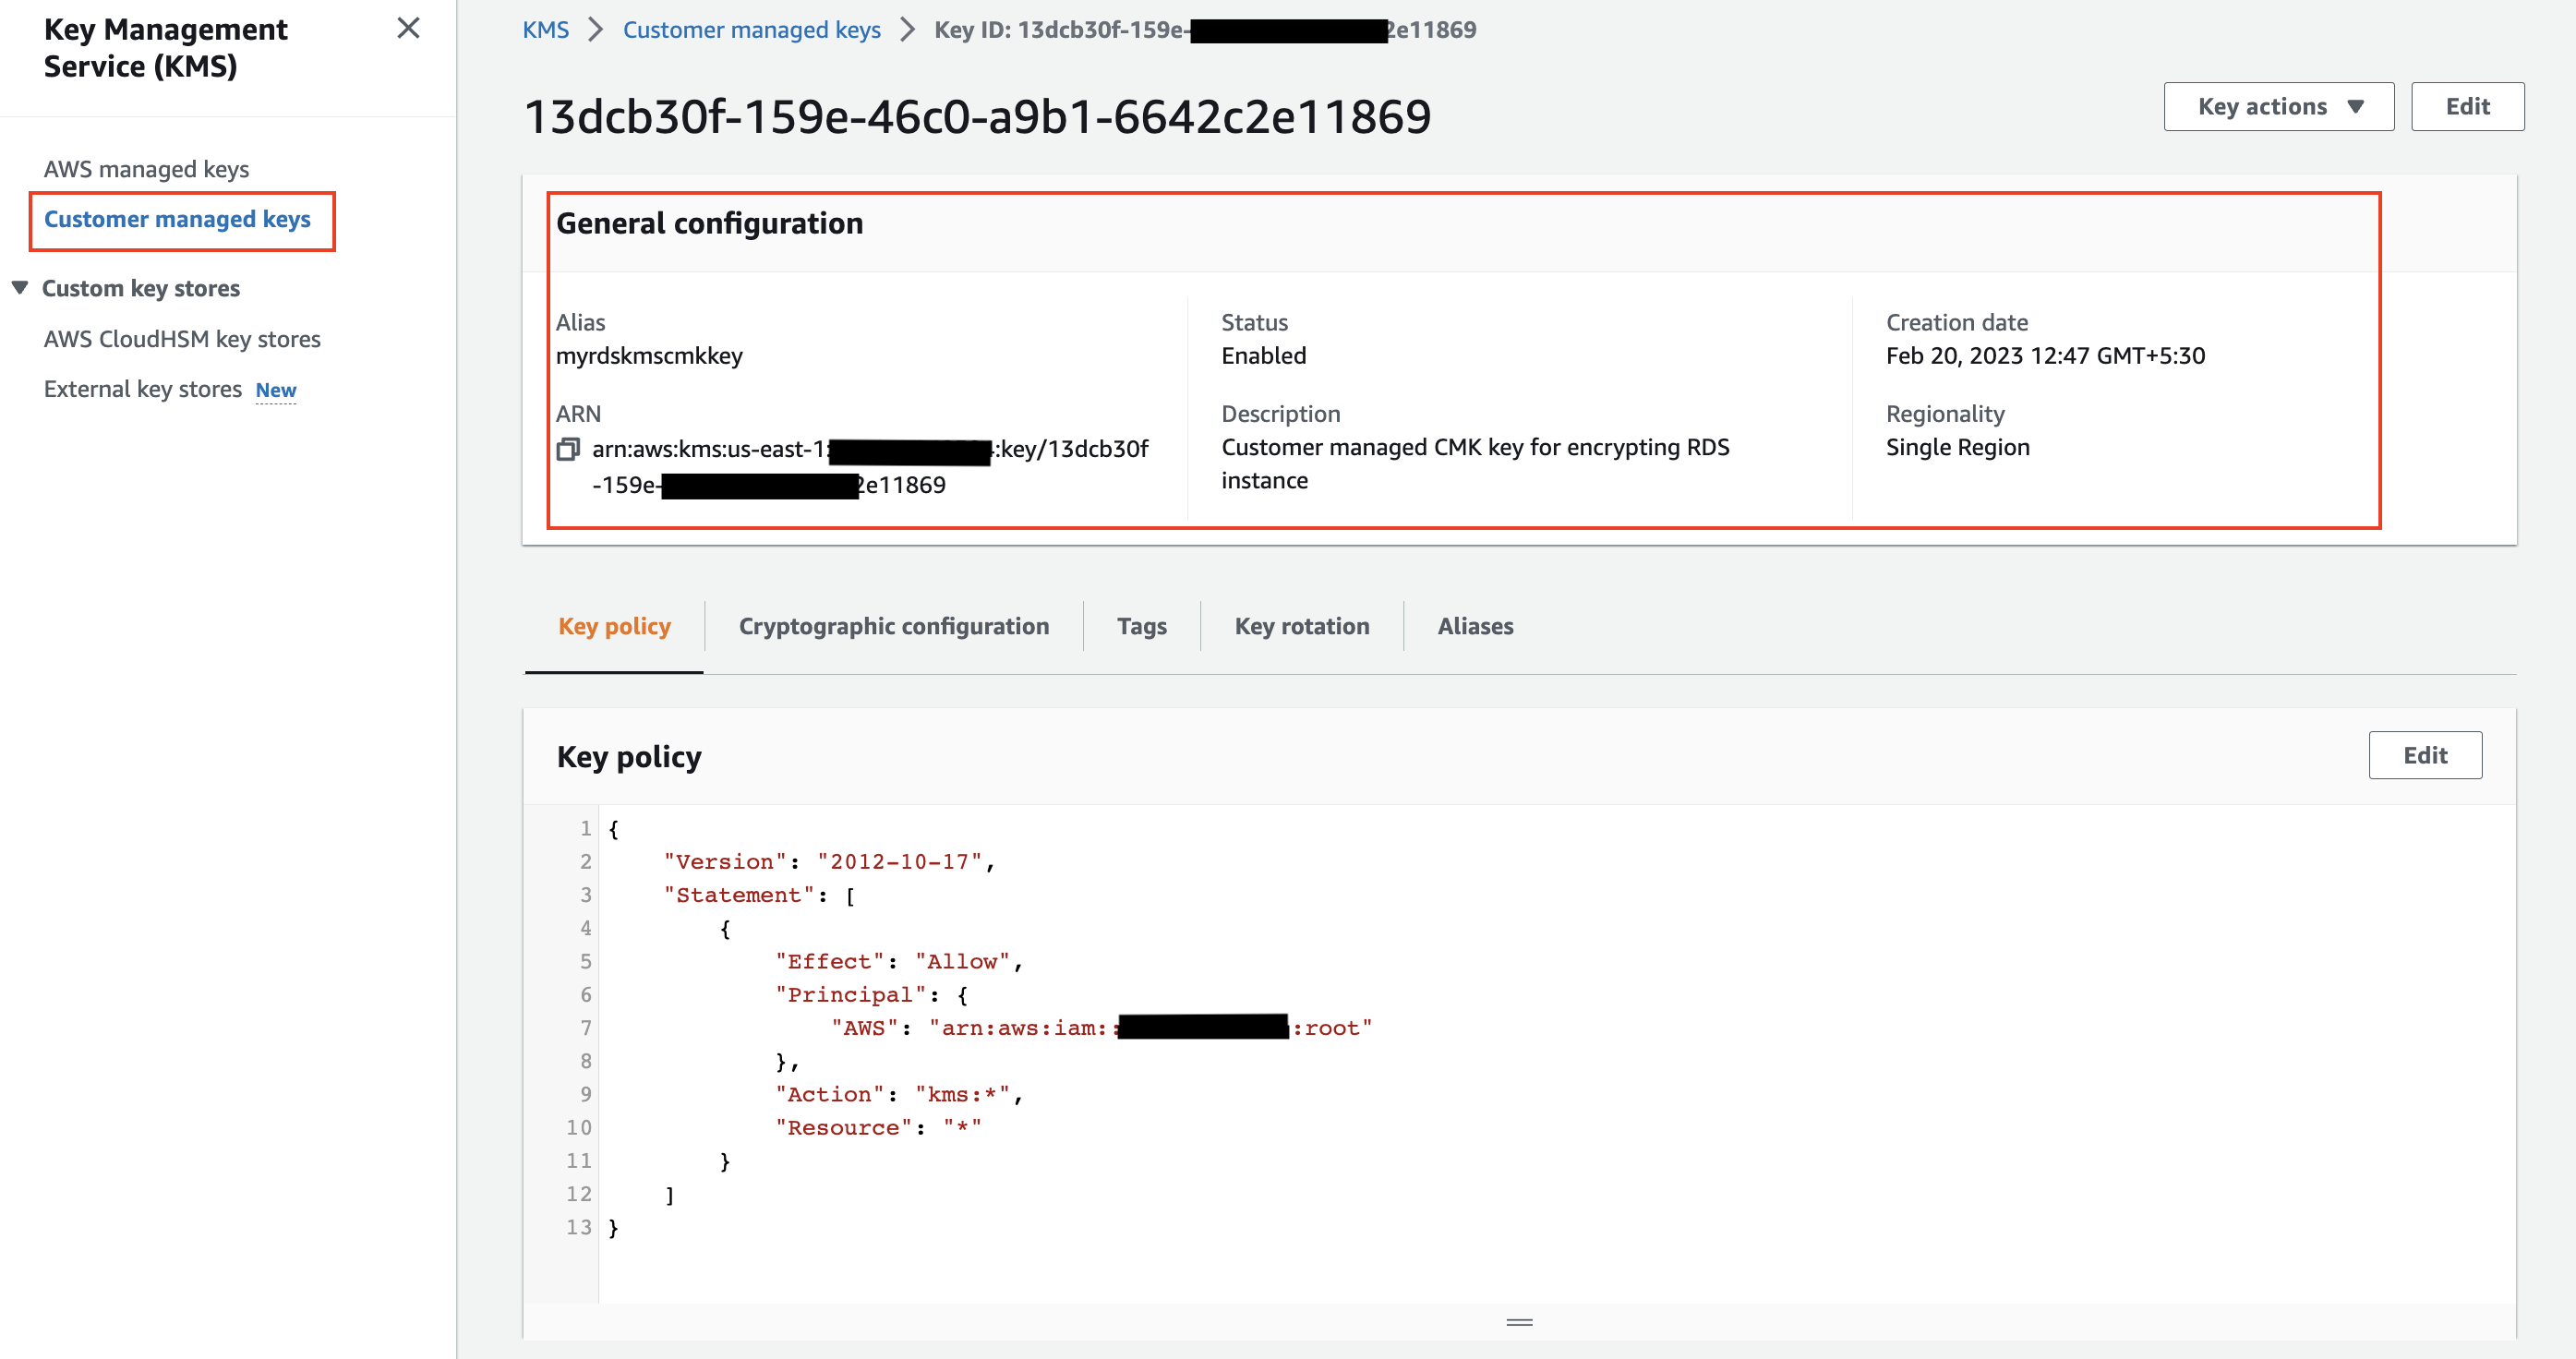 Key Management
Service (KMS)
AWS managed keys
Customer managed keys
Custom key stores
AWS CloudHSM key stores
External key stores New
KMS > Customer managed keys > Key ID: 13dcb30f-159e- 2e11869
13dcb30f-159e-46c0-a9b1-6642c2e11869
Key actions
Edit
General configuration
Alias
myrdskmscmkkey
ARN
arn:aws:kms:us-east-1: :key/13dcb30f
-159e- 2e11869
Status
Enabled
Description
Customer managed CMK key for encrypting RDS
instance
Creation date
Feb 20, 2023 12:47 GMT+5:30
Regionality
Single Region
Key policy
Cryptographic configuration
Tags
Key rotation
Aliases
Key policy
Edit
1 {
2 "Version": "2012-10-17",
3 "Statement": [
4 {
5 "Effect": "Allow",
6 "Principal": {
7 "AWS": "arn:aws:iam:: :root"
8 },
9 "Action": "kms:*",
10 "Resource": "*"
11 }
12 ]
13 }